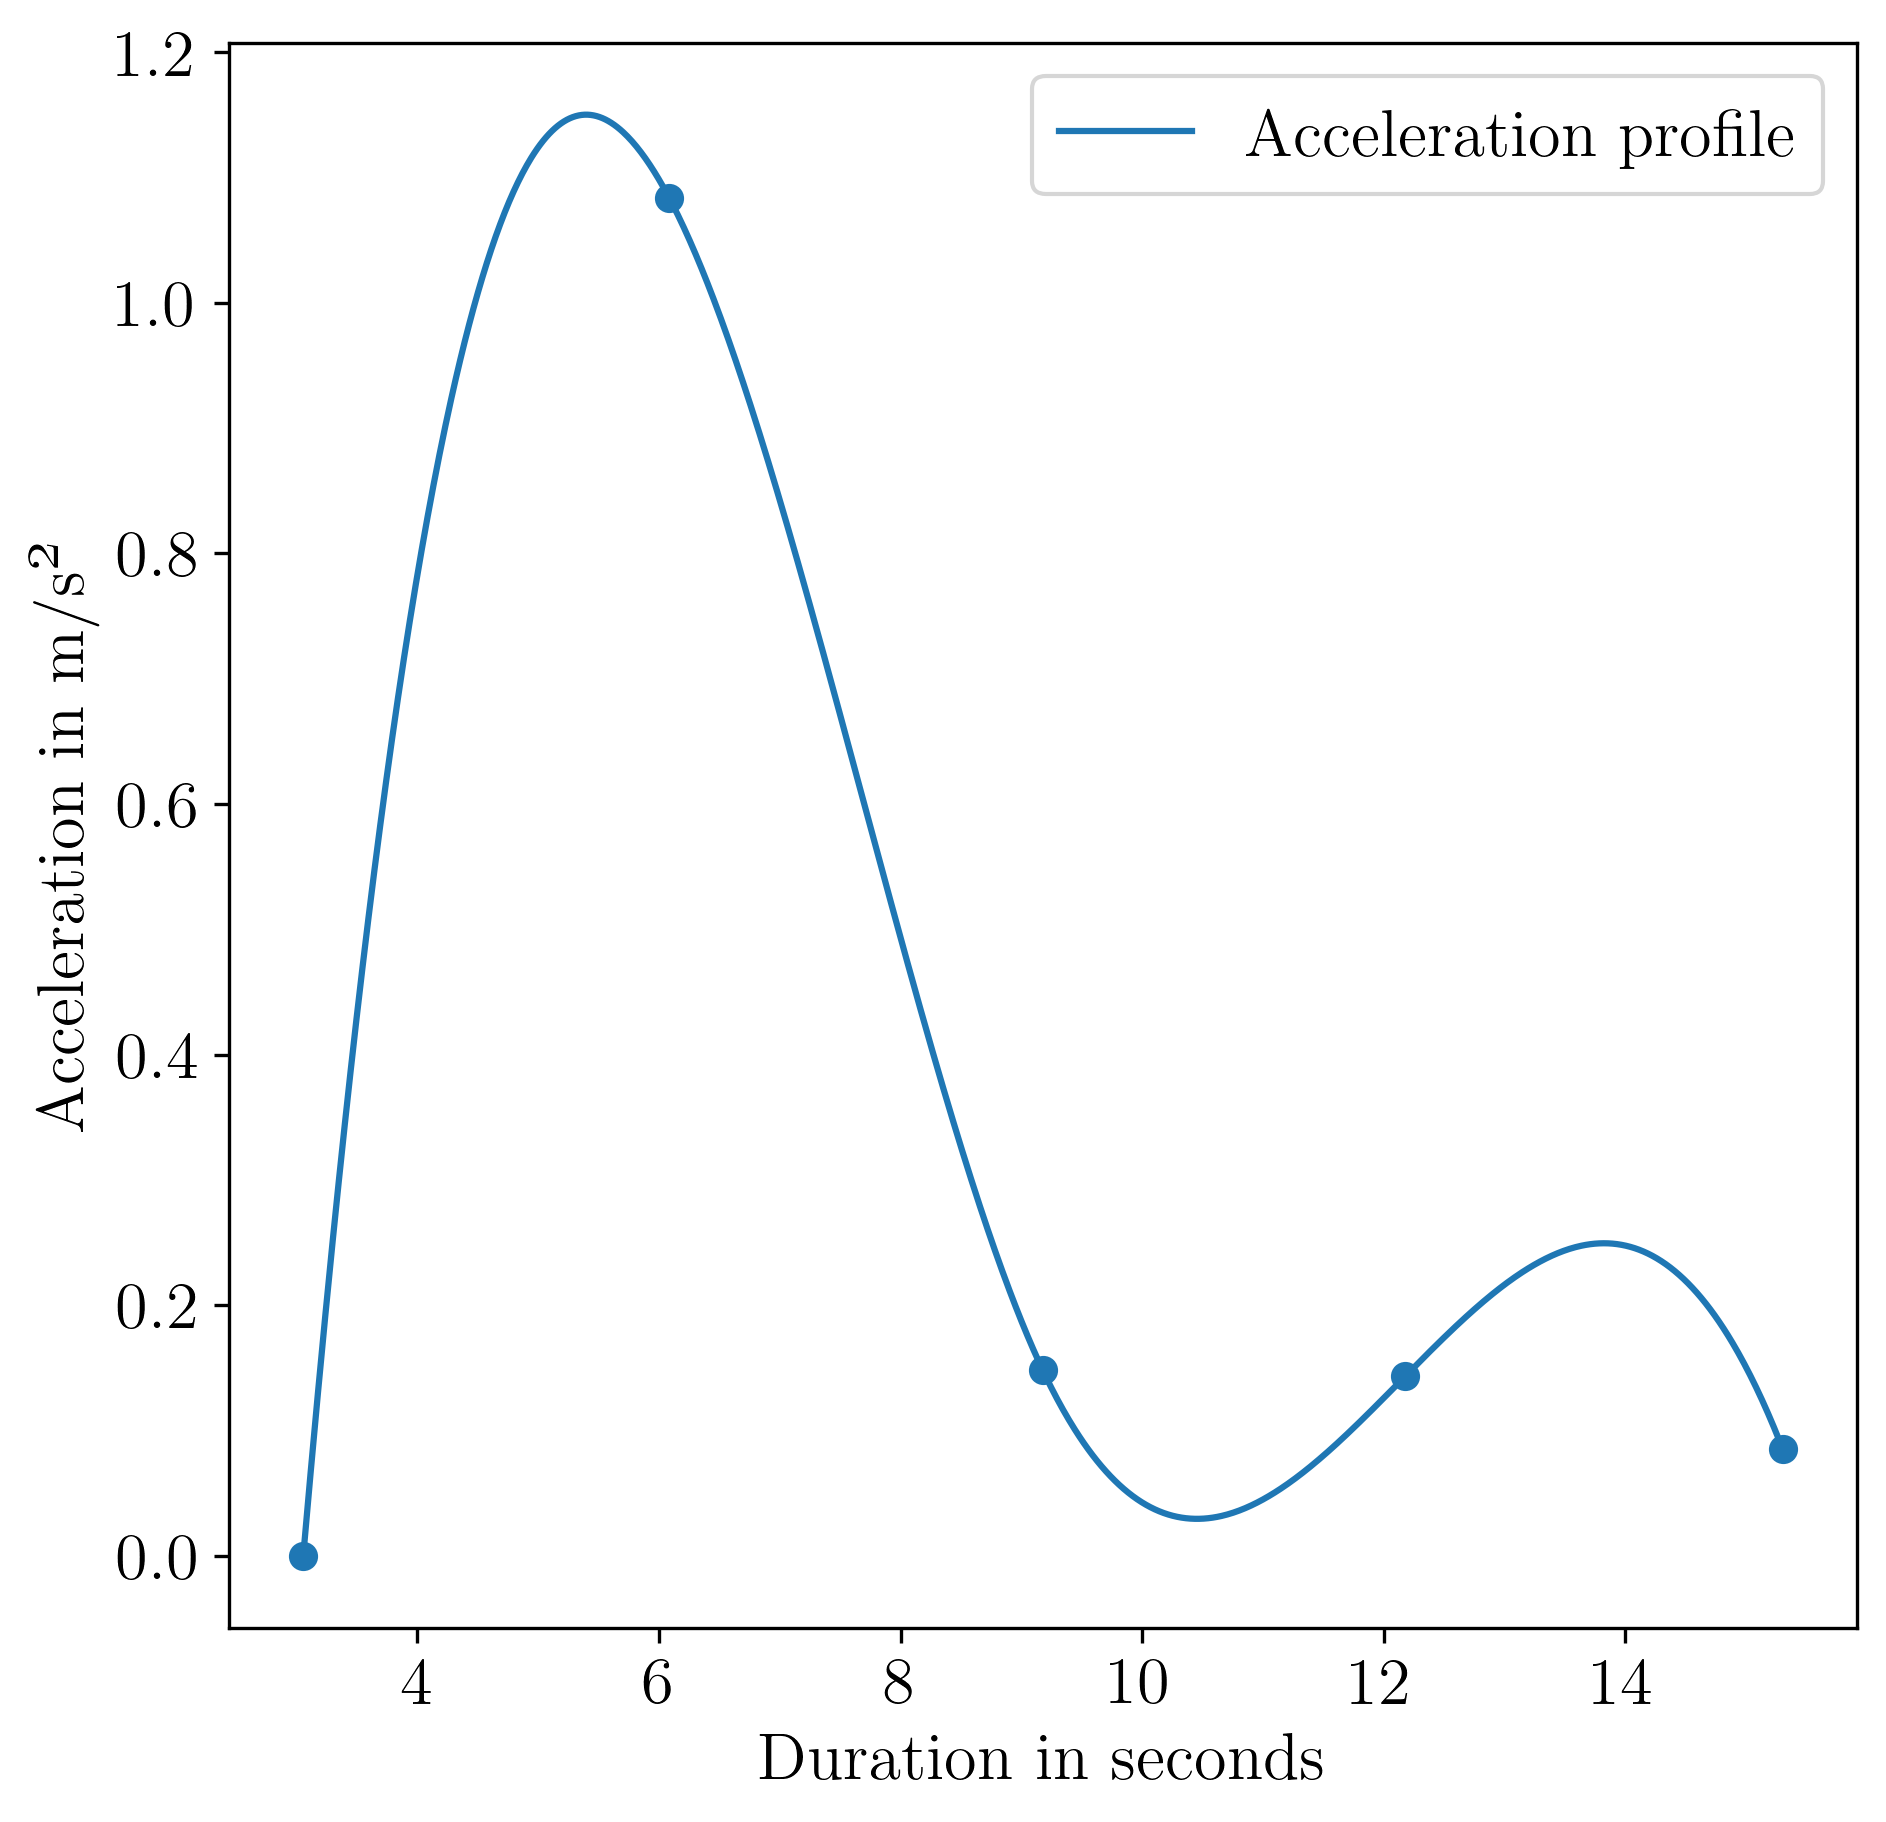 1.2
1.0
0.8
0.6
0.4
0.2
0.0
Acceleration in m/s²
Acceleration profile
4 6 8 10 12 14
Duration in seconds